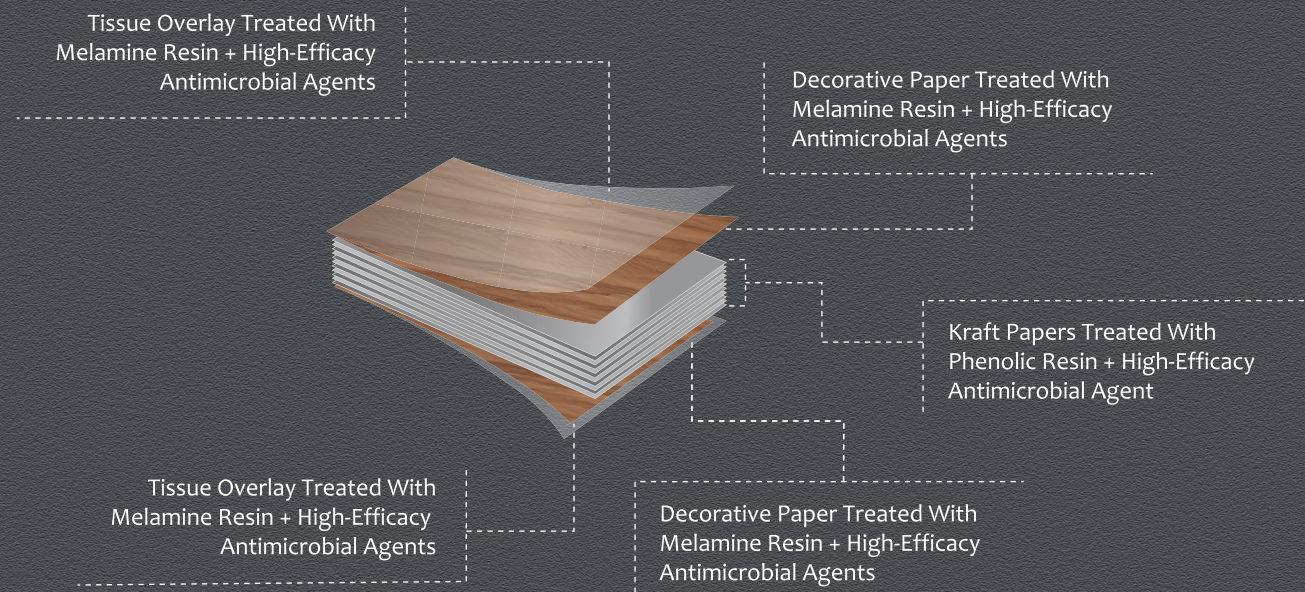 Tissue Overlay Treated With
Melamine Resin + High-Efficacy
Antimicrobial Agents
Decorative Paper Treated With
Melamine Resin + High-Efficacy
Antimicrobial Agents
Kraft Papers Treated With
Phenolic Resin + High-Efficacy
Antimicrobial Agent
Tissue Overlay Treated With
Melamine Resin + High-Efficacy
Antimicrobial Agents
Decorative Paper Treated With
Melamine Resin + High-Efficacy
Antimicrobial Agents